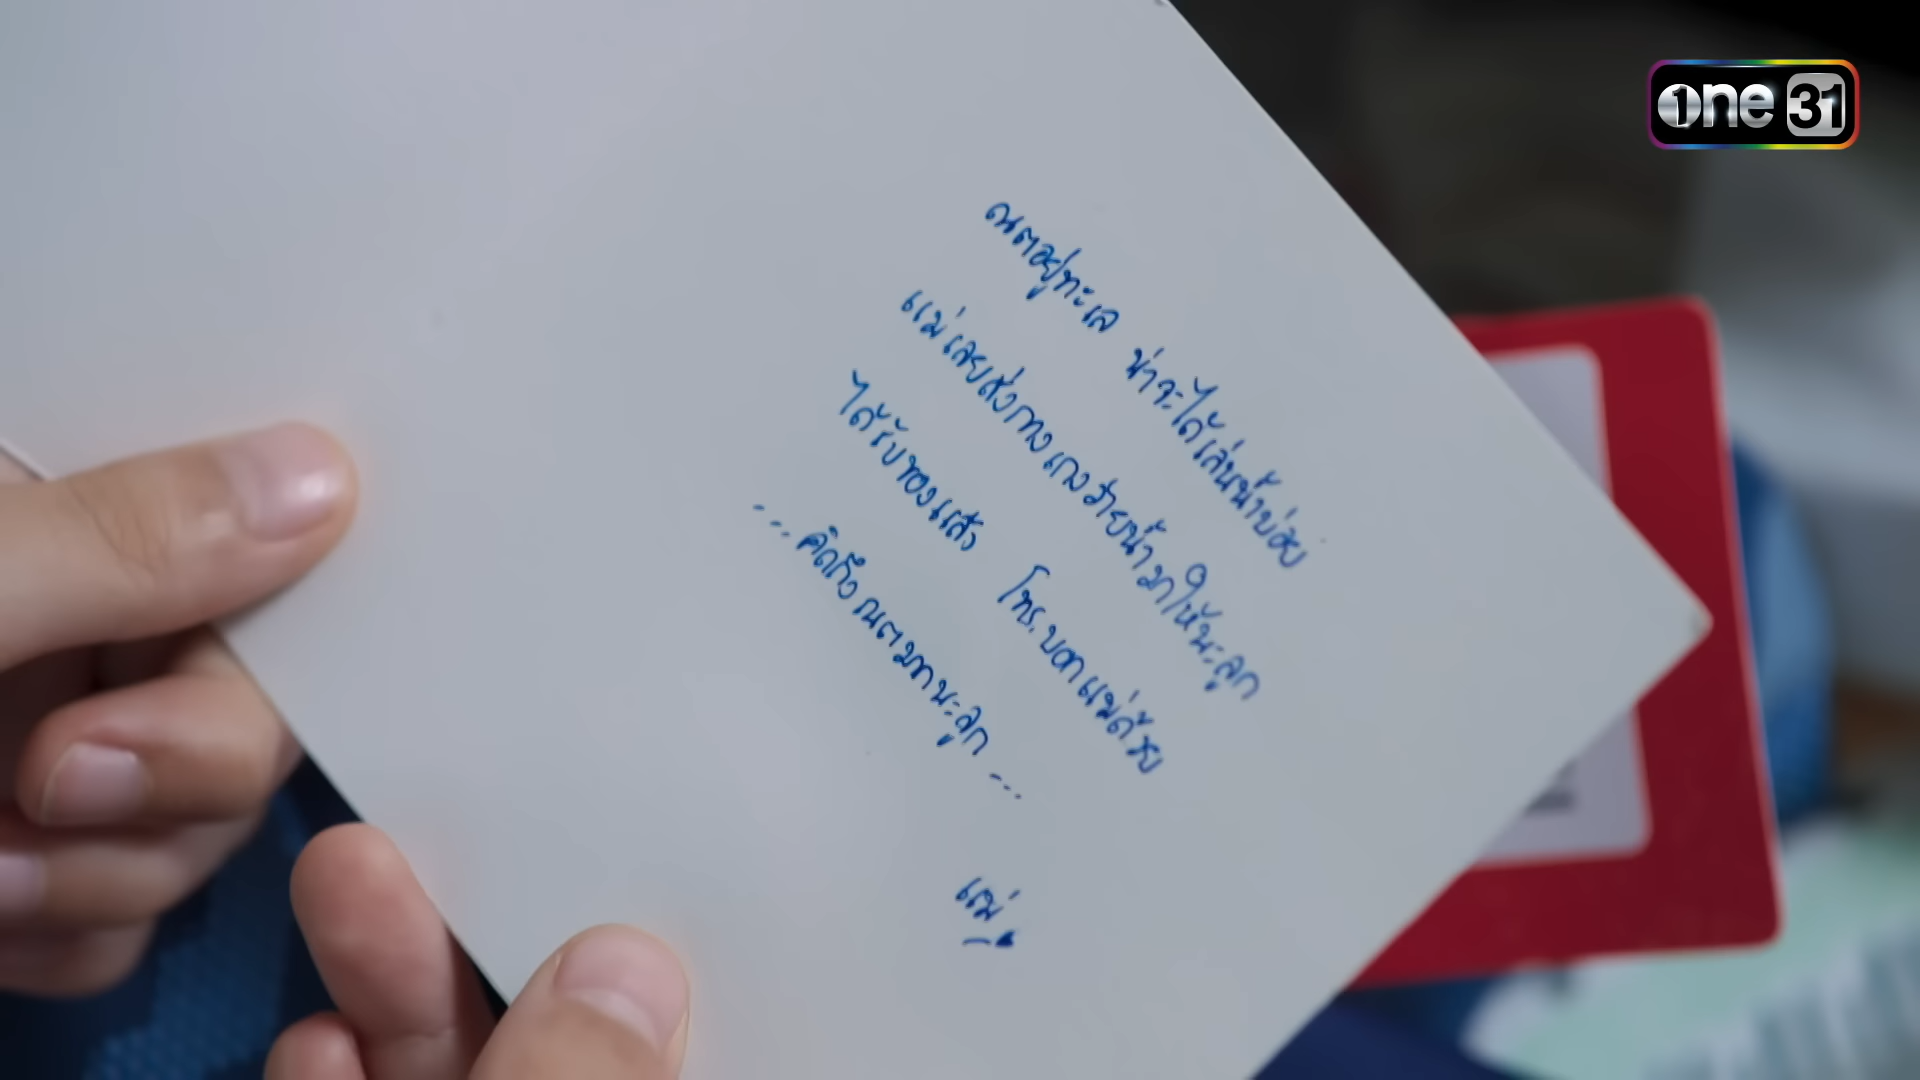 one 31
ณตอยู่ทะเล น่าจะได้เล่นน้ำบ่อย
แม่เลยส่งกางเกงว่ายน้ำมาให้นะลูก
ได้รับของแล้ว โทร.บอกแม่ด้วย
... คิดถึงณตมากนะลูก ...
แม่